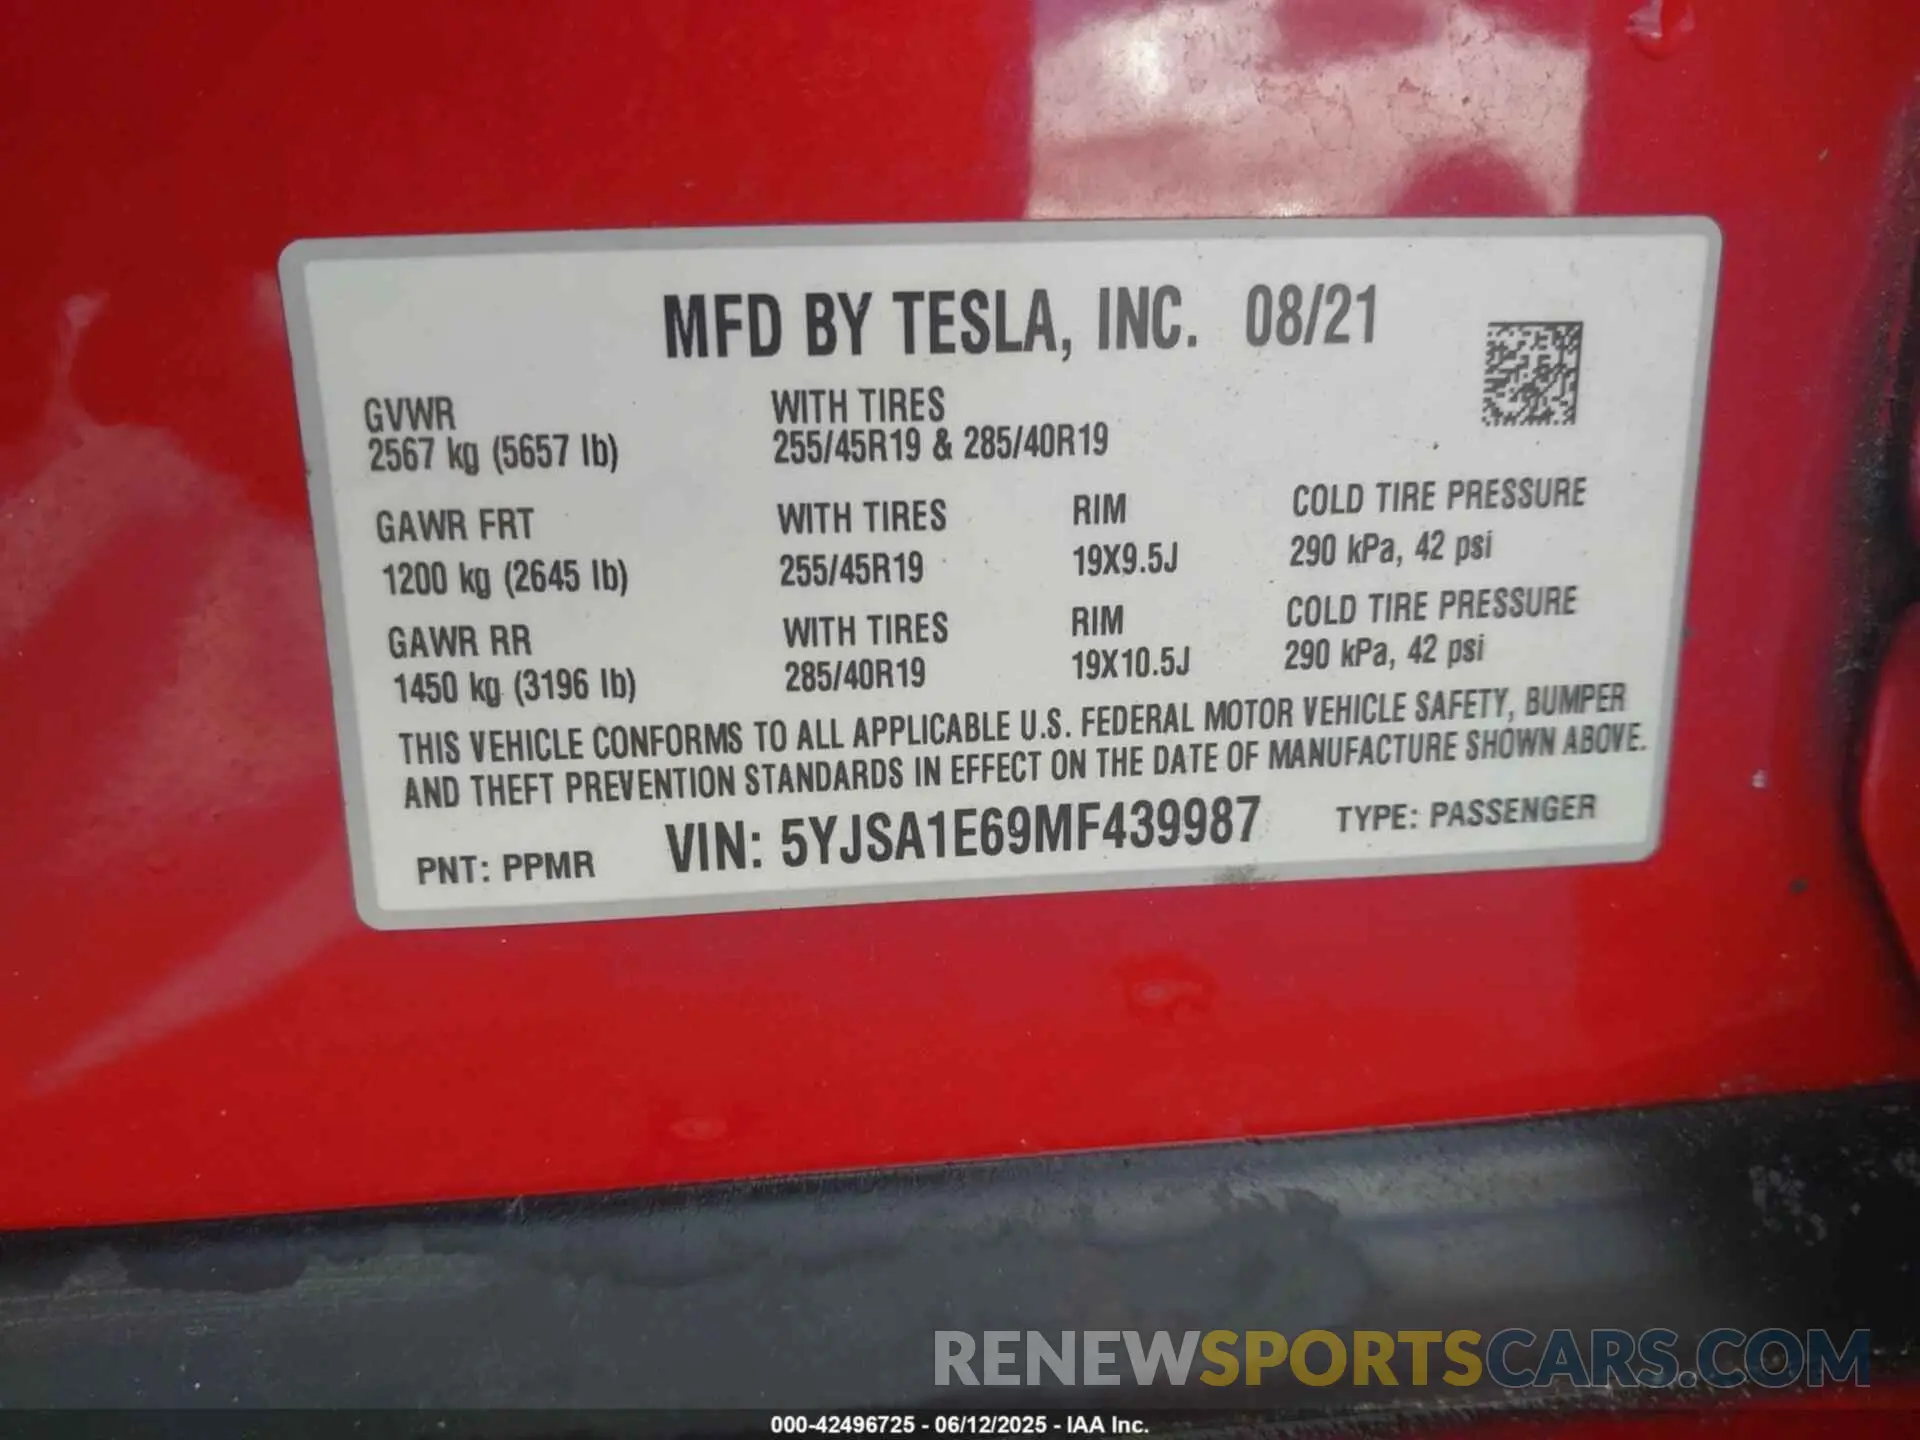 MFD BY TESLA, INC. 08/21
GVWR WITH TIRES
2567 kg (5657 lb) 255/45R19 & 285/40R19
GAWR FRT WITH TIRES RIM COLD TIRE PRESSURE
1200 kg (2645 lb) 255/45R19 19X9.5J 290 kPa, 42 psi
GAWR RR WITH TIRES RIM COLD TIRE PRESSURE
1450 kg (3196 lb) 285/40R19 19X10.5J 290 kPa, 42 psi
THIS VEHICLE CONFORMS TO ALL APPLICABLE U.S. FEDERAL MOTOR VEHICLE SAFETY, BUMPER
AND THEFT PREVENTION STANDARDS IN EFFECT ON THE DATE OF MANUFACTURE SHOWN ABOVE.
PNT: PPMR VIN: 5YJSA1E69MF439987 TYPE: PASSENGER
RENEWSPORTSCARS.COM
000-42496725 - 06/12/2025 - IAA Inc.